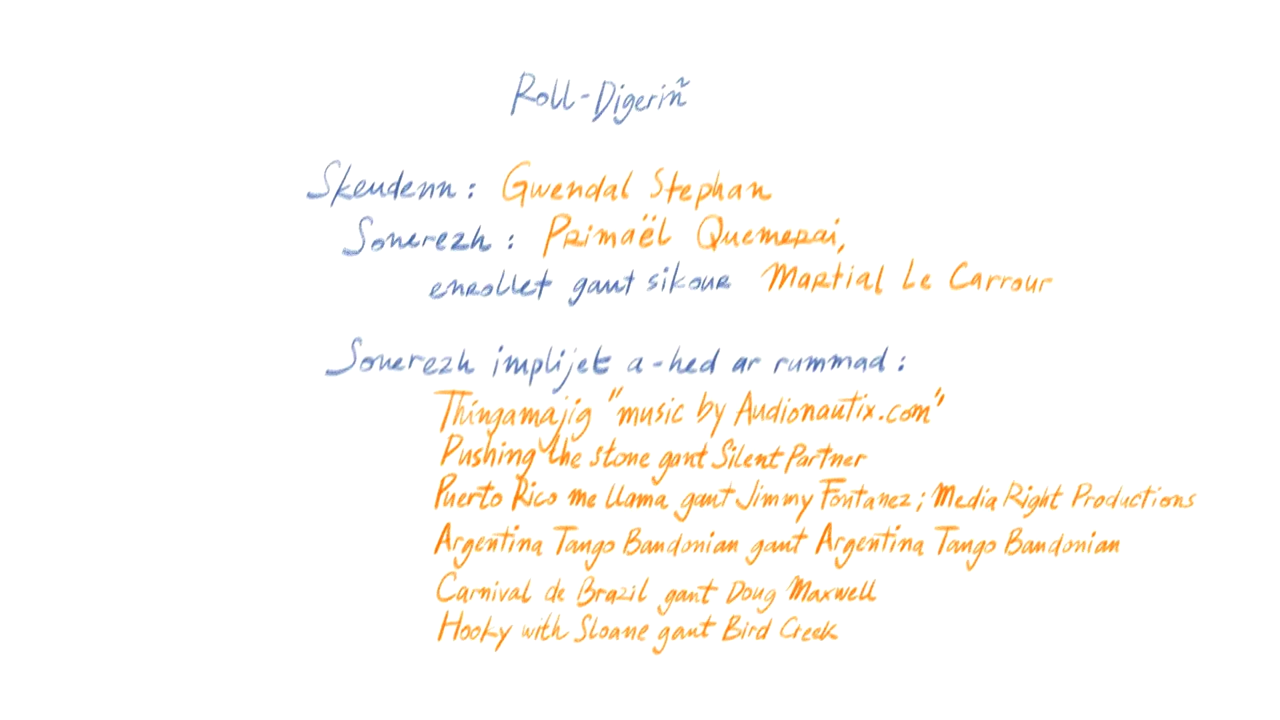 Roll-Digeriñ
Skeudenn: Gwendal Stephan
Sonerezh: Primaël Quemerai,
enrollet gant sikour Martial Le Carrour
Sonerezh implijet a-hed ar rummad:
Thingamajig "music by Audionautix.com"
Pushing the stone gant Silent Partner
Puerto Rico me llama gant Jimmy Fontanez; Media Right Productions
Argentina Tango Bandonian gant Argentina Tango Bandonian
Carnival de Brazil gant Doug Maxwell
Hooky with Sloane gant Bird Creek